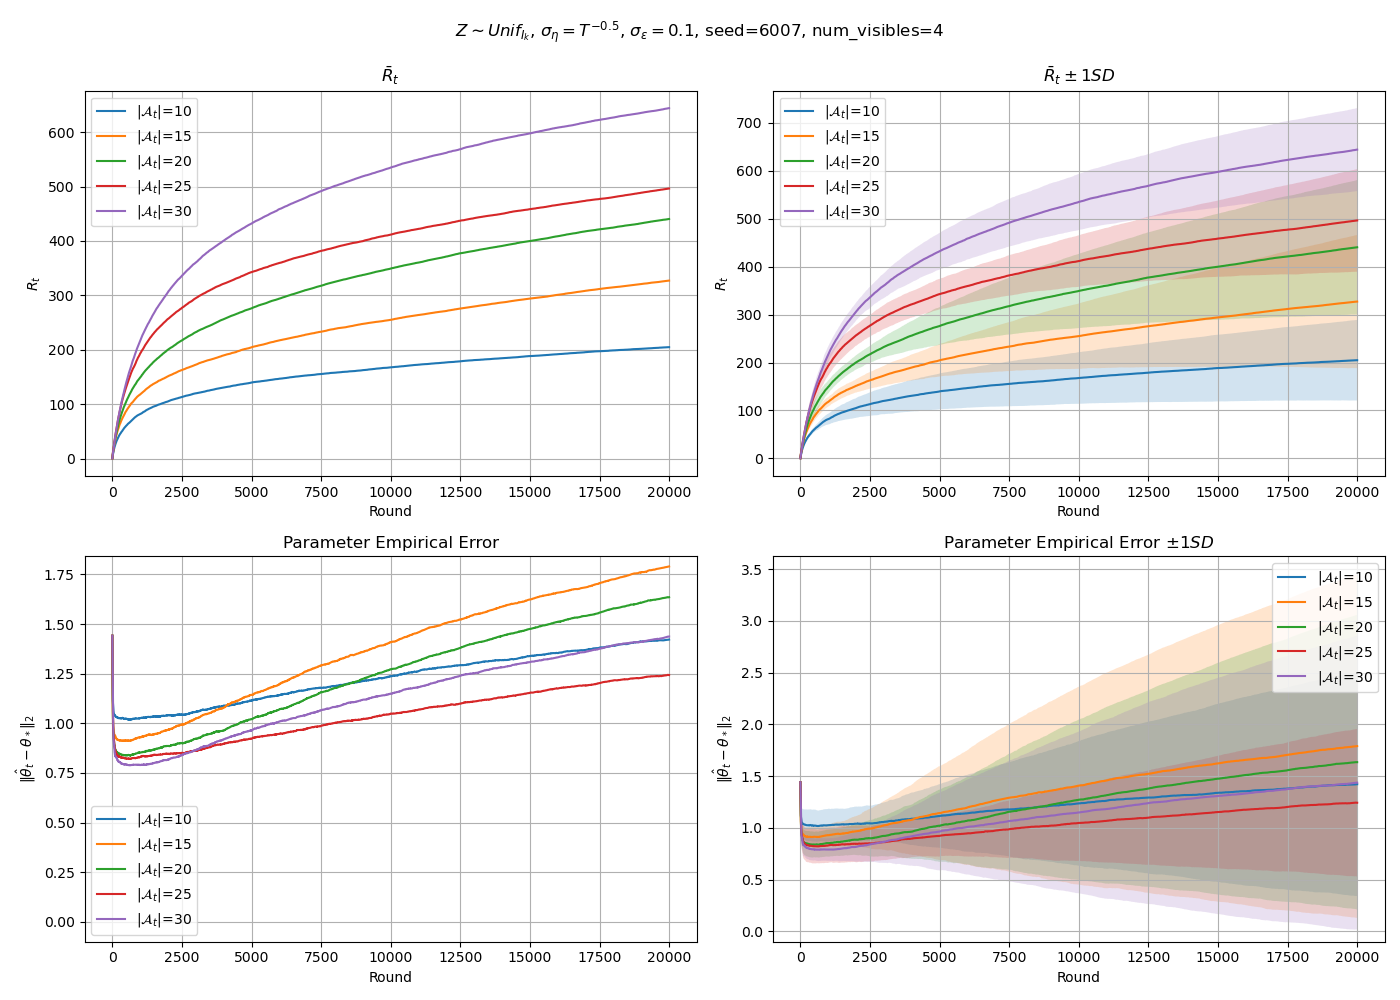 Z ∼ Unif_{I_k}, σ_η = T^{−0.5}, σ_ε = 0.1, seed=6007, num_visibles=4
R̄_t
600
500
400
300
200
100
0
R_t
|𝒜_t|=10
|𝒜_t|=15
|𝒜_t|=20
|𝒜_t|=25
|𝒜_t|=30
0 2500 5000 7500 10000 12500 15000 17500 20000
Round
R̄_t ± 1SD
700
600
500
400
300
200
100
0
R_t
|𝒜_t|=10
|𝒜_t|=15
|𝒜_t|=20
|𝒜_t|=25
|𝒜_t|=30
0 2500 5000 7500 10000 12500 15000 17500 20000
Round
Parameter Empirical Error
1.75
1.50
1.25
1.00
0.75
0.50
0.25
0.00
‖θ̂_t − θ_*‖_2
|𝒜_t|=10
|𝒜_t|=15
|𝒜_t|=20
|𝒜_t|=25
|𝒜_t|=30
0 2500 5000 7500 10000 12500 15000 17500 20000
Round
Parameter Empirical Error ±1SD
3.5
3.0
2.5
2.0
1.5
1.0
0.5
0.0
‖θ̂_t − θ_*‖_2
|𝒜_t|=10
|𝒜_t|=15
|𝒜_t|=20
|𝒜_t|=25
|𝒜_t|=30
0 2500 5000 7500 10000 12500 15000 17500 20000
Round